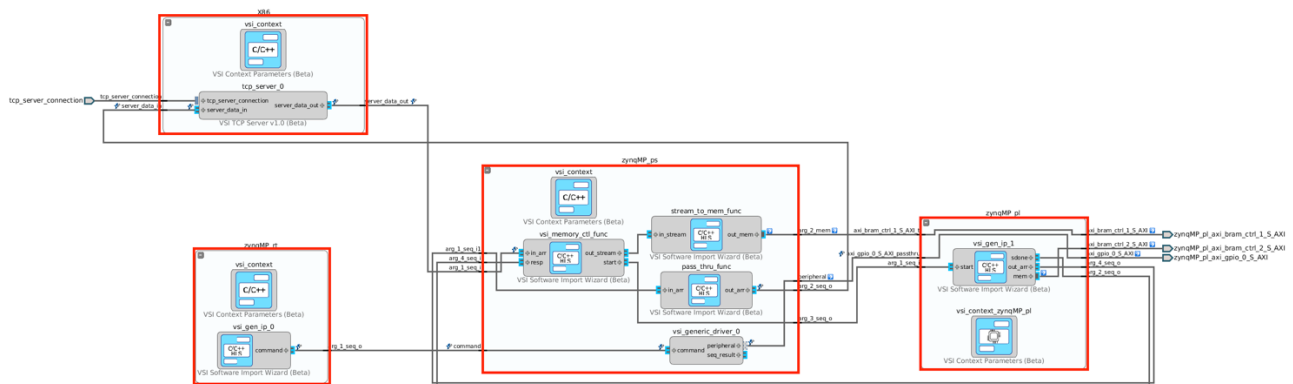 X86
vsi_context
C/C++
VSI Context Parameters (Beta)
tcp_server_0
tcp_server_connection
tcp_server_connection
tcp_server_connection
server_data_in
server_data_in
server_data_out
server_data_out
VSI TCP Server v1.0 (Beta)
zynqMP_ps
vsi_context
C/C++
VSI Context Parameters (Beta)
stream_to_mem_func
in_stream
out_mem
arg_2_mem
VSI Software Import Wizard (Beta)
vsi_memory_ctl_func
arg_1_seq_i1
arg_4_seq_i
arg_1_seq_i
in_arr
resp
out_stream
start
VSI Software Import Wizard (Beta)
pass_thru_func
in_arr
out_arr
VSI Software Import Wizard (Beta)
axi_bram_ctrl_1_S_AXI
axi_gpio_0_S_AXI_passthru
arg_1_seq_i
peripheral
arg_2_seq_o
arg_3_seq_o
vsi_generic_driver_0
command
peripheral
seq_result
zynqMP_rt
vsi_context
C/C++
VSI Context Parameters (Beta)
vsi_gen_ip_0
command
arg_1_seq_o
command
VSI Software Import Wizard (Beta)
zynqMP_pl
vsi_gen_ip_1
start
sdone
out_arr
mem
VSI Software Import Wizard (Beta)
axi_bram_ctrl_1_S_AXI
axi_bram_ctrl_2_S_AXI
axi_gpio_0_S_AXI
arg_4_seq_o
arg_2_seq_o
vsi_context_zynqMP_pl
VSI Context Parameters (Beta)
zynqMP_pl_axi_bram_ctrl_1_S_AXI
zynqMP_pl_axi_bram_ctrl_2_S_AXI
zynqMP_pl_axi_gpio_0_S_AXI